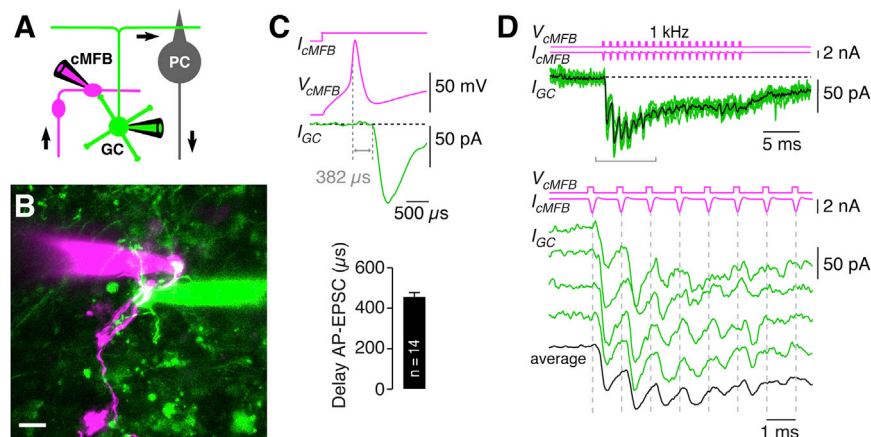 A
cMFB
PC
GC
B
C
I_cMFB
V_cMFB
50 mV
I_GC
50 pA
382 µs
500 µs
Delay AP-EPSC (µs)
600
400
200
0
n = 14
D
V_cMFB
1 kHz
I_cMFB
2 nA
I_GC
50 pA
5 ms
V_cMFB
I_cMFB
2 nA
I_GC
50 pA
average
1 ms